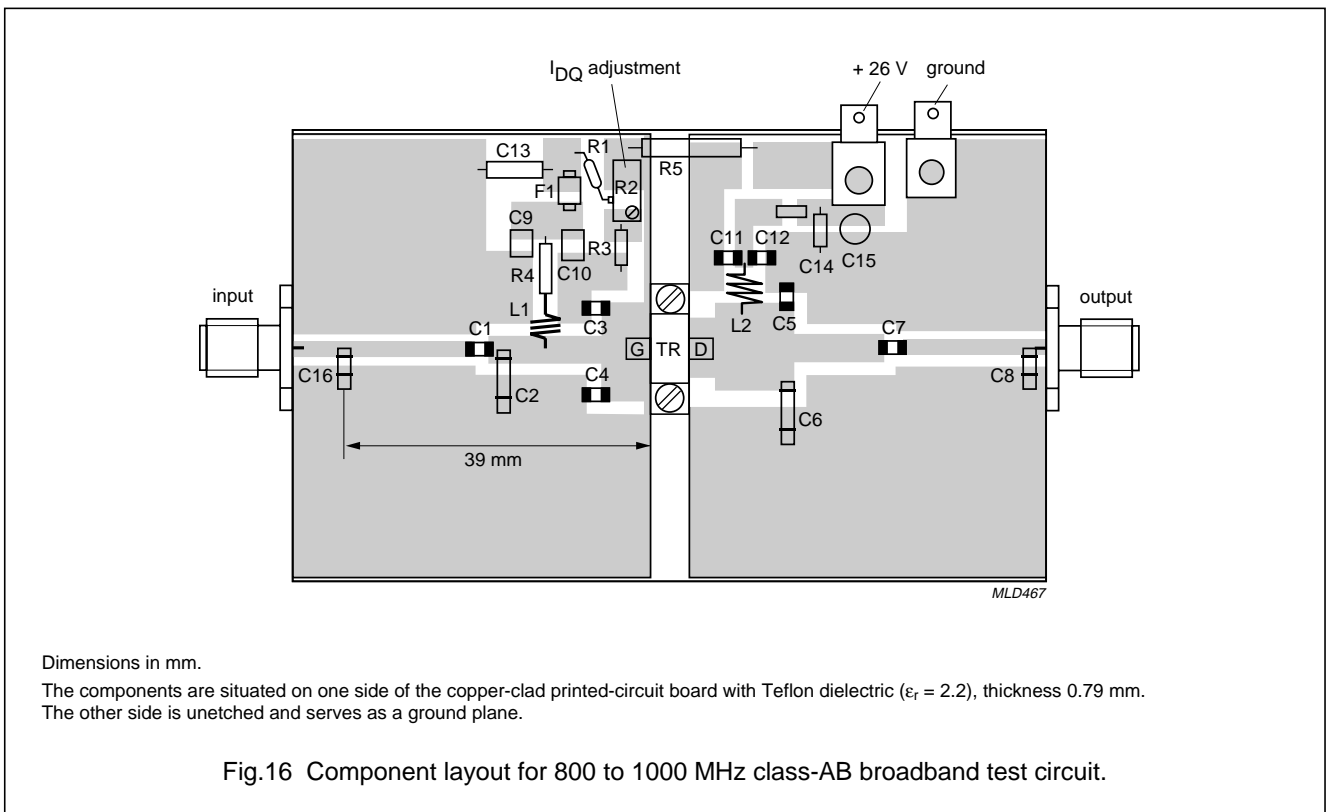 I_DQ adjustment
+ 26 V
ground
C13
R1
R5
F1
R2
C9
R3
R4
C10
C11
C12
C14
C15
input
output
L1
C3
L2
C5
C1
C7
G
TR
D
C16
C2
C4
C8
C6
39 mm
MLD467
Dimensions in mm.
The components are situated on one side of the copper-clad printed-circuit board with Teflon dielectric (εr = 2.2), thickness 0.79 mm.
The other side is unetched and serves as a ground plane.
Fig.16 Component layout for 800 to 1000 MHz class-AB broadband test circuit.